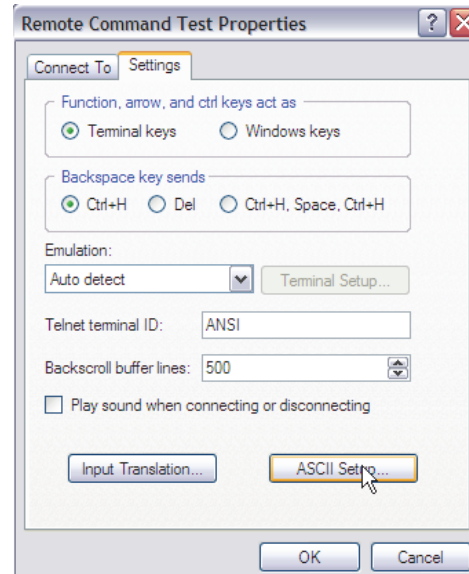 Remote Command Test Properties
Connect To Settings
Function, arrow, and ctrl keys act as
Terminal keys Windows keys
Backspace key sends
Ctrl+H Del Ctrl+H, Space, Ctrl+H
Emulation:
Auto detect Terminal Setup...
Telnet terminal ID: ANSI
Backscroll buffer lines: 500
Play sound when connecting or disconnecting
Input Translation... ASCII Setup...
OK Cancel